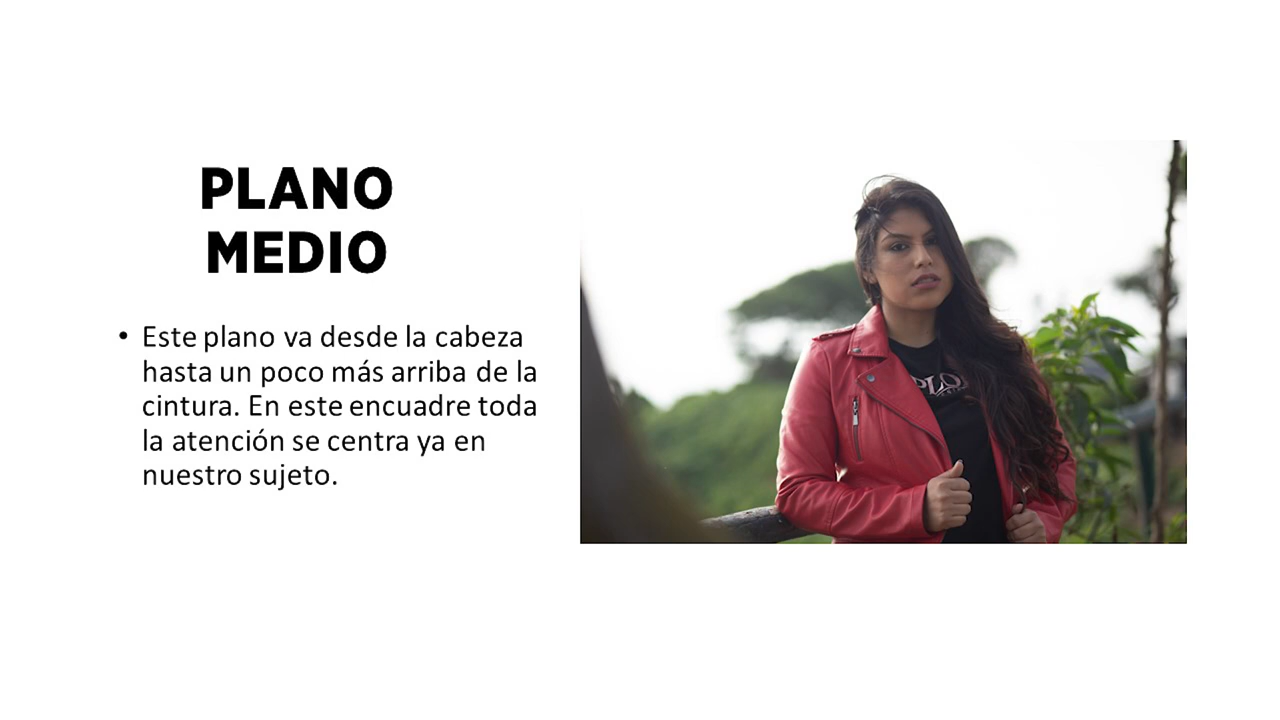 PLANO
MEDIO
• Este plano va desde la cabeza
hasta un poco más arriba de la
cintura. En este encuadre toda
la atención se centra ya en
nuestro sujeto.